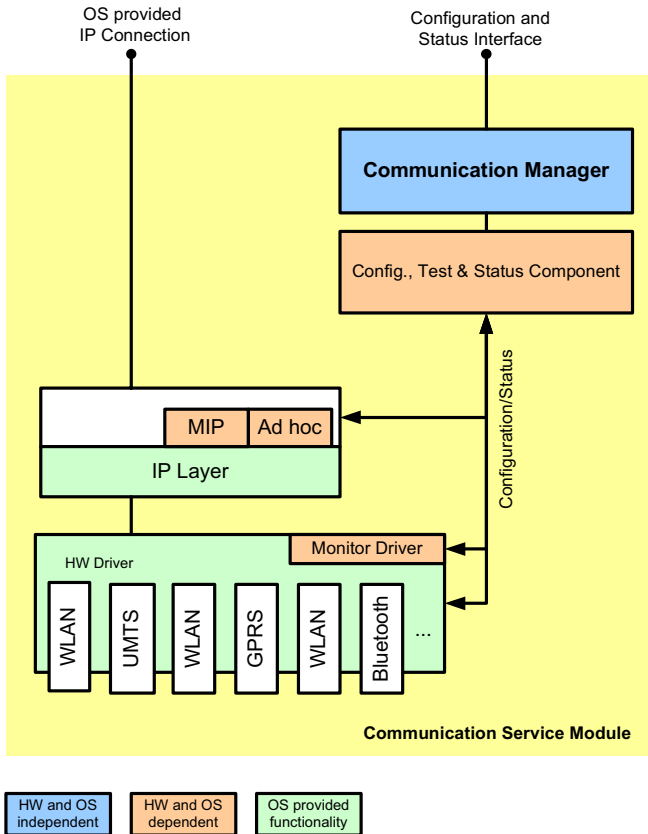 OS provided
IP Connection
Configuration and
Status Interface
Communication Manager
Config., Test & Status Component
Configuration/Status
MIP
Ad hoc
IP Layer
Monitor Driver
HW Driver
WLAN
UMTS
WLAN
GPRS
WLAN
Bluetooth
...
Communication Service Module
HW and OS
independent
HW and OS
dependent
OS provided
functionality